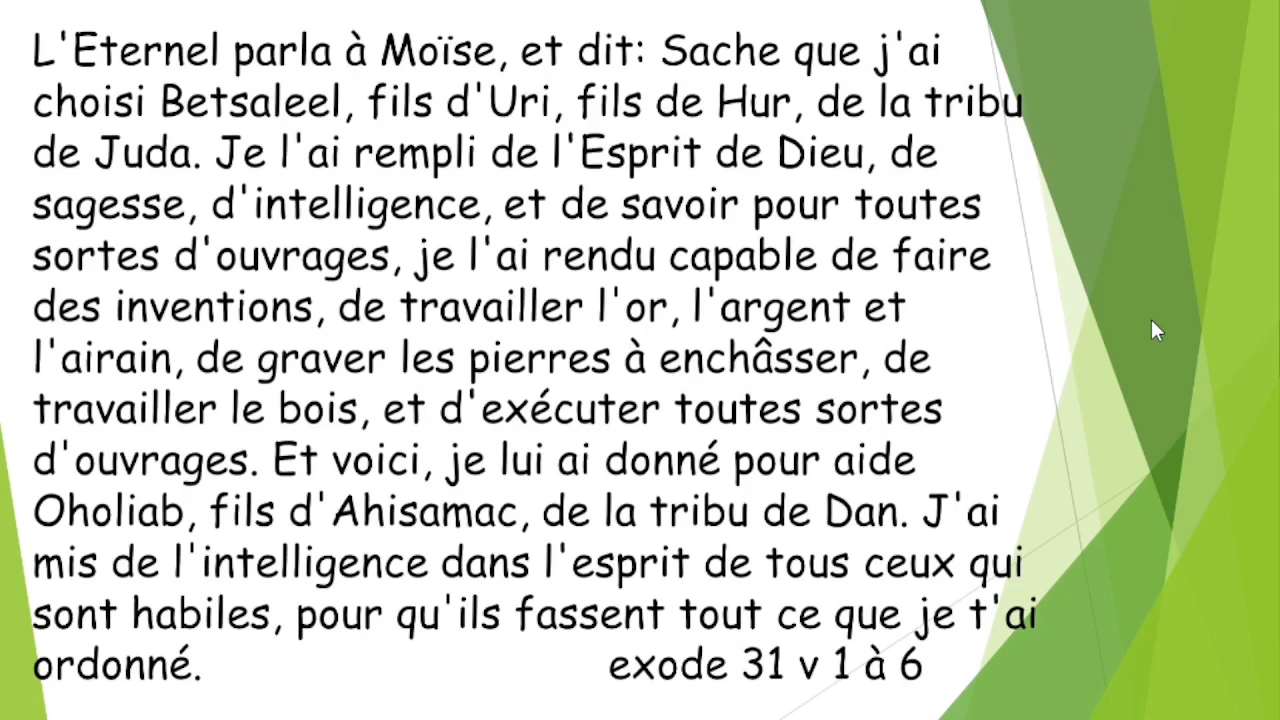 L'Eternel parla à Moïse, et dit: Sache que j'ai
choisi Betsaleel, fils d'Uri, fils de Hur, de la tribu
de Juda. Je l'ai rempli de l'Esprit de Dieu, de
sagesse, d'intelligence, et de savoir pour toutes
sortes d'ouvrages, je l'ai rendu capable de faire
des inventions, de travailler l'or, l'argent et
l'airain, de graver les pierres à enchâsser, de
travailler le bois, et d'exécuter toutes sortes
d'ouvrages. Et voici, je lui ai donné pour aide
Oholiab, fils d'Ahisamac, de la tribu de Dan. J'ai
mis de l'intelligence dans l'esprit de tous ceux qui
sont habiles, pour qu'ils fassent tout ce que je t'ai
ordonné. exode 31 v 1 à 6